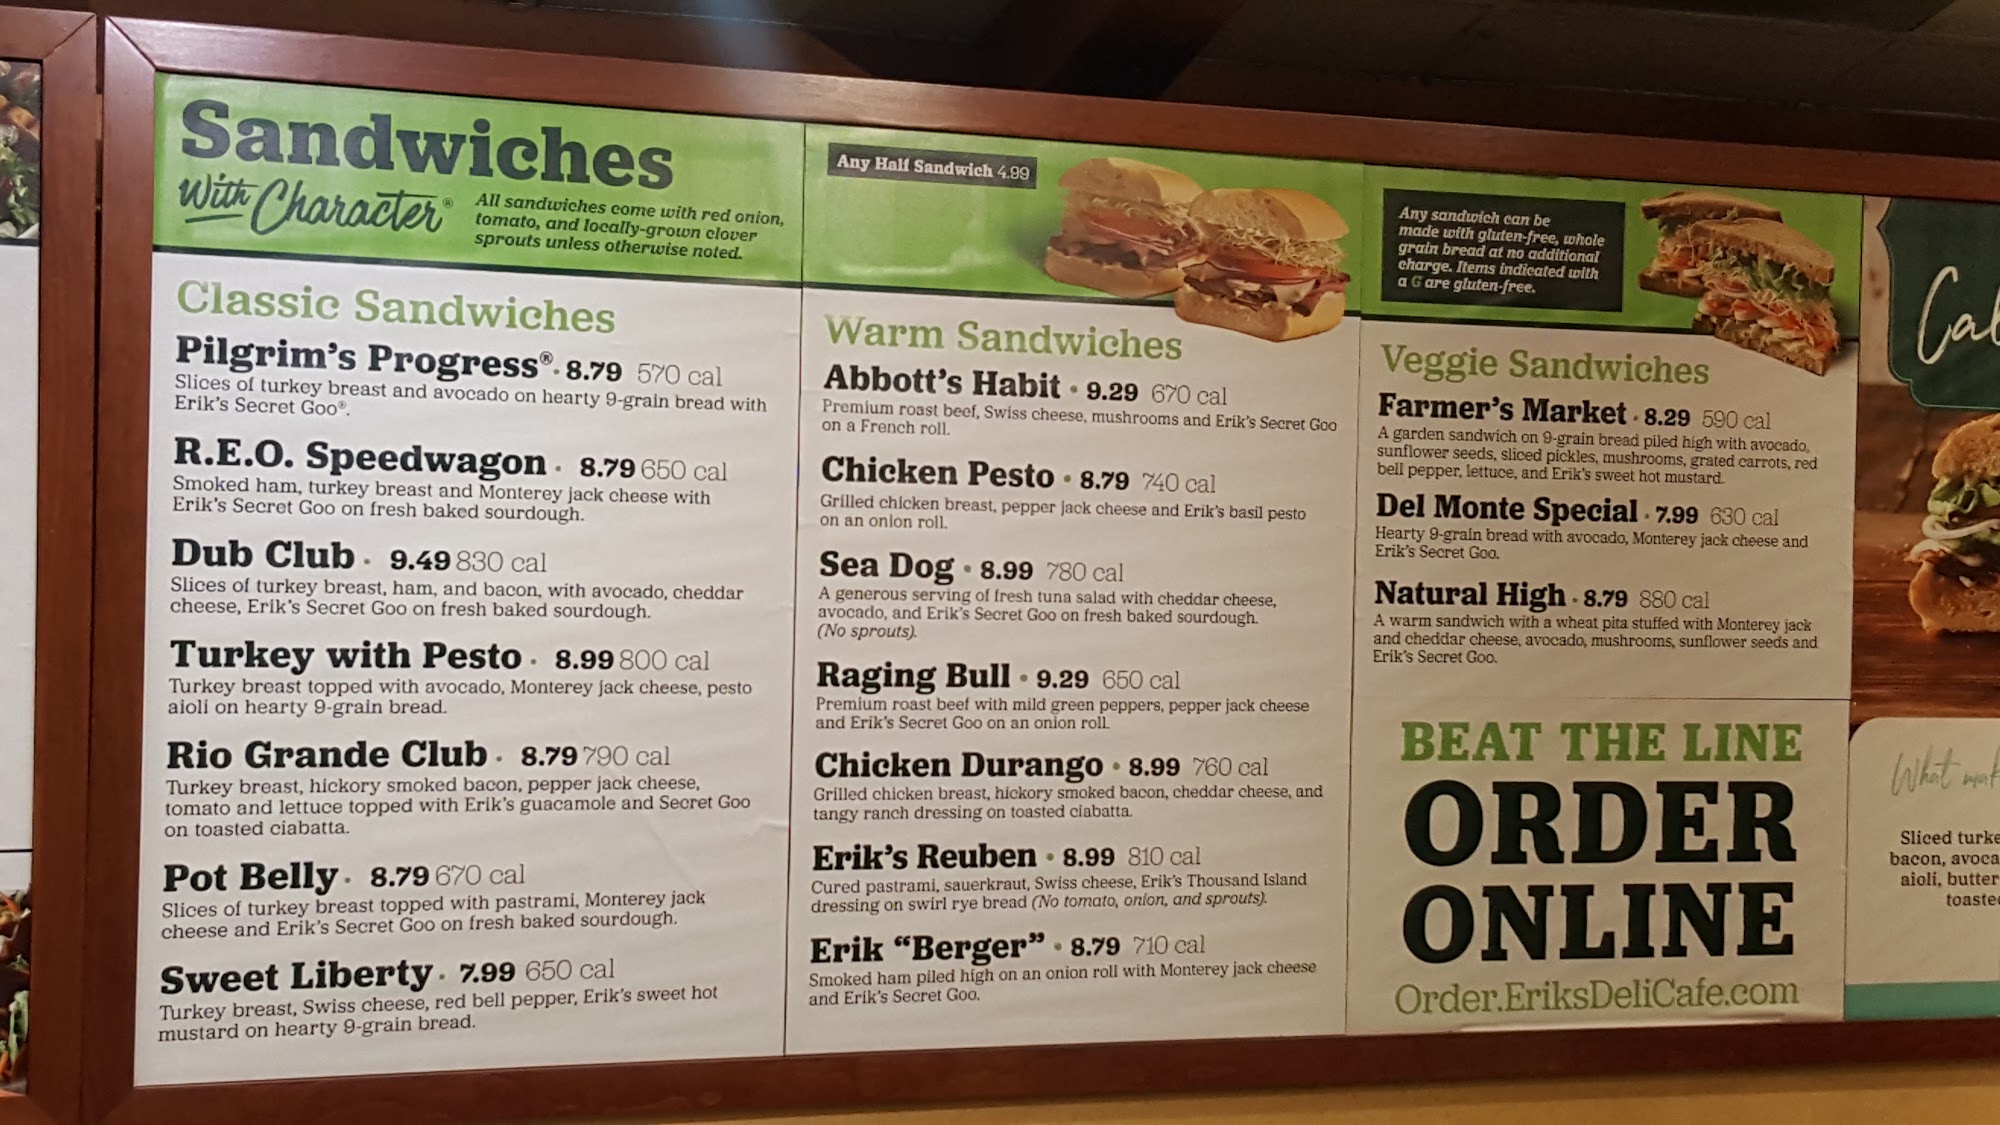 Sandwiches
With Character®
All sandwiches come with red onion,
tomato, and locally-grown clover
sprouts unless otherwise noted.
Classic Sandwiches
Pilgrim's Progress® · 8.79 570 cal
Slices of turkey breast and avocado on hearty 9-grain bread with
Erik's Secret Goo®.
R.E.O. Speedwagon · 8.79 650 cal
Smoked ham, turkey breast and Monterey jack cheese with
Erik's Secret Goo on fresh baked sourdough.
Dub Club · 9.49 830 cal
Slices of turkey breast, ham, and bacon, with avocado, cheddar
cheese, Erik's Secret Goo on fresh baked sourdough.
Turkey with Pesto · 8.99 800 cal
Turkey breast topped with avocado, Monterey jack cheese, pesto
aioli on hearty 9-grain bread.
Rio Grande Club · 8.79 790 cal
Turkey breast, hickory smoked bacon, pepper jack cheese,
tomato and lettuce topped with Erik's guacamole and Secret Goo
on toasted ciabatta.
Pot Belly · 8.79 670 cal
Slices of turkey breast topped with pastrami, Monterey jack
cheese and Erik's Secret Goo on fresh baked sourdough.
Sweet Liberty · 7.99 650 cal
Turkey breast, Swiss cheese, red bell pepper, Erik's sweet hot
mustard on hearty 9-grain bread.
Any Half Sandwich 4.99
Warm Sandwiches
Abbott's Habit · 9.29 670 cal
Premium roast beef, Swiss cheese, mushrooms and Erik's Secret Goo
on a French roll.
Chicken Pesto · 8.79 740 cal
Grilled chicken breast, pepper jack cheese and Erik's basil pesto
on an onion roll.
Sea Dog · 8.99 780 cal
A generous serving of fresh tuna salad with cheddar cheese,
avocado, and Erik's Secret Goo on fresh baked sourdough.
(No sprouts).
Raging Bull · 9.29 650 cal
Premium roast beef with mild green peppers, pepper jack cheese
and Erik's Secret Goo on an onion roll.
Chicken Durango · 8.99 760 cal
Grilled chicken breast, hickory smoked bacon, cheddar cheese, and
tangy ranch dressing on toasted ciabatta.
Erik's Reuben · 8.99 810 cal
Cured pastrami, sauerkraut, Swiss cheese, Erik's Thousand Island
dressing on swirl rye bread (No tomato, onion, and sprouts).
Erik "Berger" · 8.79 710 cal
Smoked ham piled high on an onion roll with Monterey jack cheese
and Erik's Secret Goo.
Any sandwich can be
made with gluten-free, whole
grain bread at no additional
charge. Items indicated with
a G are gluten-free.
Veggie Sandwiches
Farmer's Market · 8.29 590 cal
A garden sandwich on 9-grain bread piled high with avocado,
sunflower seeds, sliced pickles, mushrooms, grated carrots, red
bell pepper, lettuce, and Erik's sweet hot mustard.
Del Monte Special · 7.99 630 cal
Hearty 9-grain bread with avocado, Monterey jack cheese and
Erik's Secret Goo.
Natural High · 8.79 880 cal
A warm sandwich with a wheat pita stuffed with Monterey jack
and cheddar cheese, avocado, mushrooms, sunflower seeds and
Erik's Secret Goo.
BEAT THE LINE
ORDER
ONLINE
Order.EriksDeliCafe.com
Cal
What mak
Sliced turke
bacon, avoca
aioli, butter
toasted